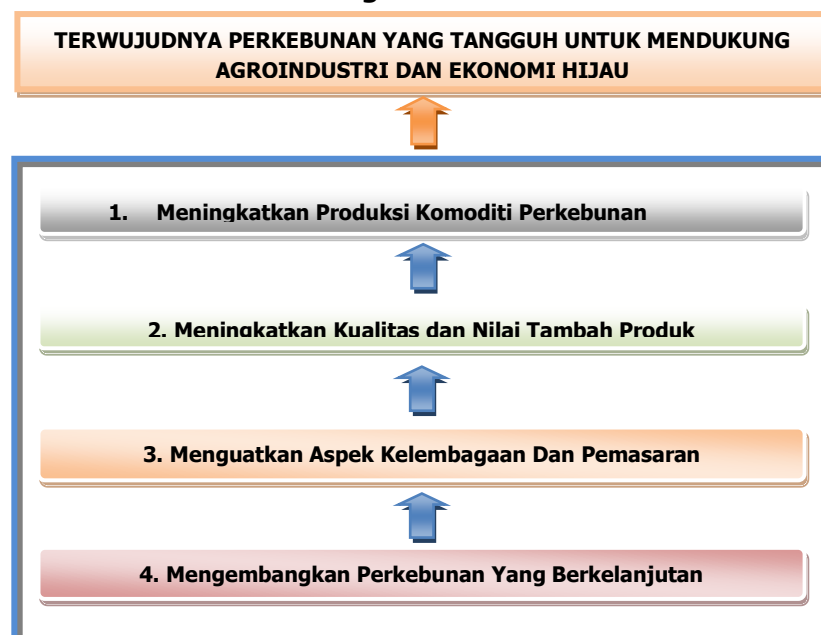 TERWUJUDNYA PERKEBUNAN YANG TANGGUH UNTUK MENDUKUNG
AGROINDUSTRI DAN EKONOMI HIJAU
1. Meningkatkan Produksi Komoditi Perkebunan
2. Meningkatkan Kualitas dan Nilai Tambah Produk
3. Menguatkan Aspek Kelembagaan Dan Pemasaran
4. Mengembangkan Perkebunan Yang Berkelanjutan